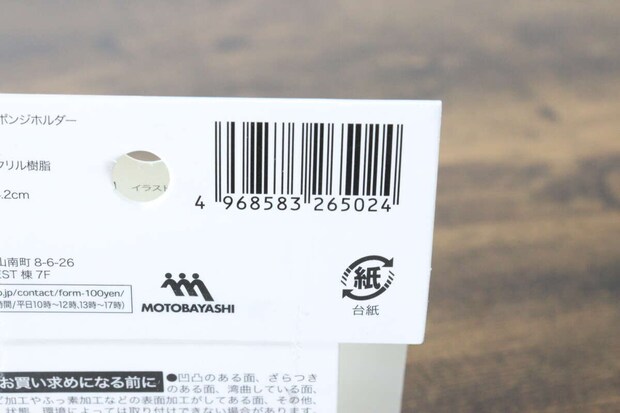 ポンジホルダー
クリル樹脂
イラスト
.2cm
4 968583 265024
山南町 8-6-26
EST 棟 7F
.jp/contact/form-100yen/
時間/平日10時〜12時,13時〜17時)
MOTOBAYASHI
紙
台紙
お買い求めになる前に
●凹凸のある面、ざらつき
のある面、湾曲している面、
ど加工やふっ素加工などの表面加工がしてある面、その他、
状態、環境によっては取り付けできない場合があります。